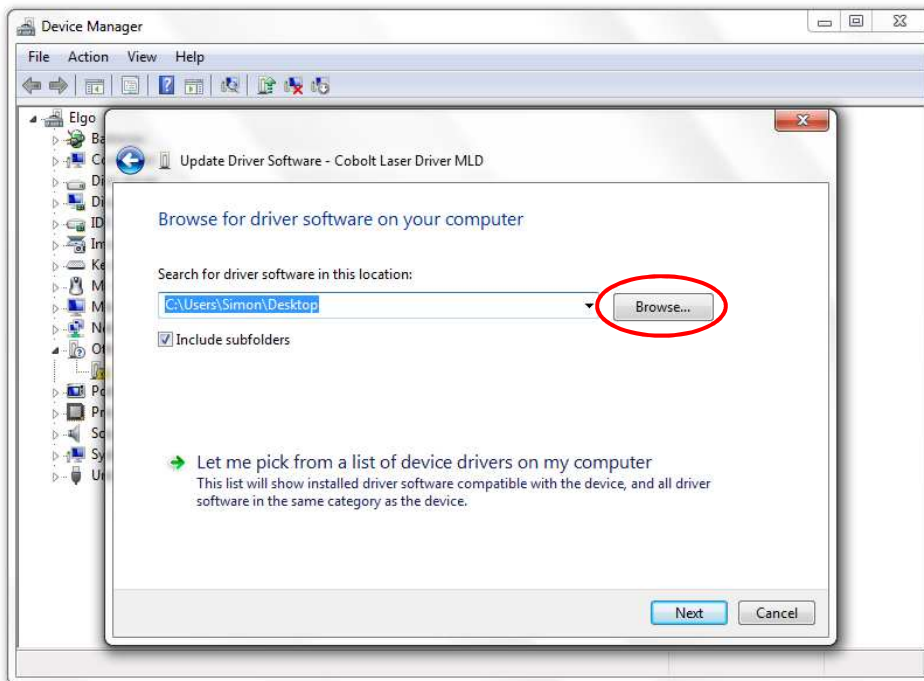 Device Manager
File Action View Help
Elgo
Update Driver Software - Cobolt Laser Driver MLD
Browse for driver software on your computer
Search for driver software in this location:
C:\Users\Simon\Desktop
Browse...
Include subfolders
Let me pick from a list of device drivers on my computer
This list will show installed driver software compatible with the device, and all driver
software in the same category as the device.
Next Cancel